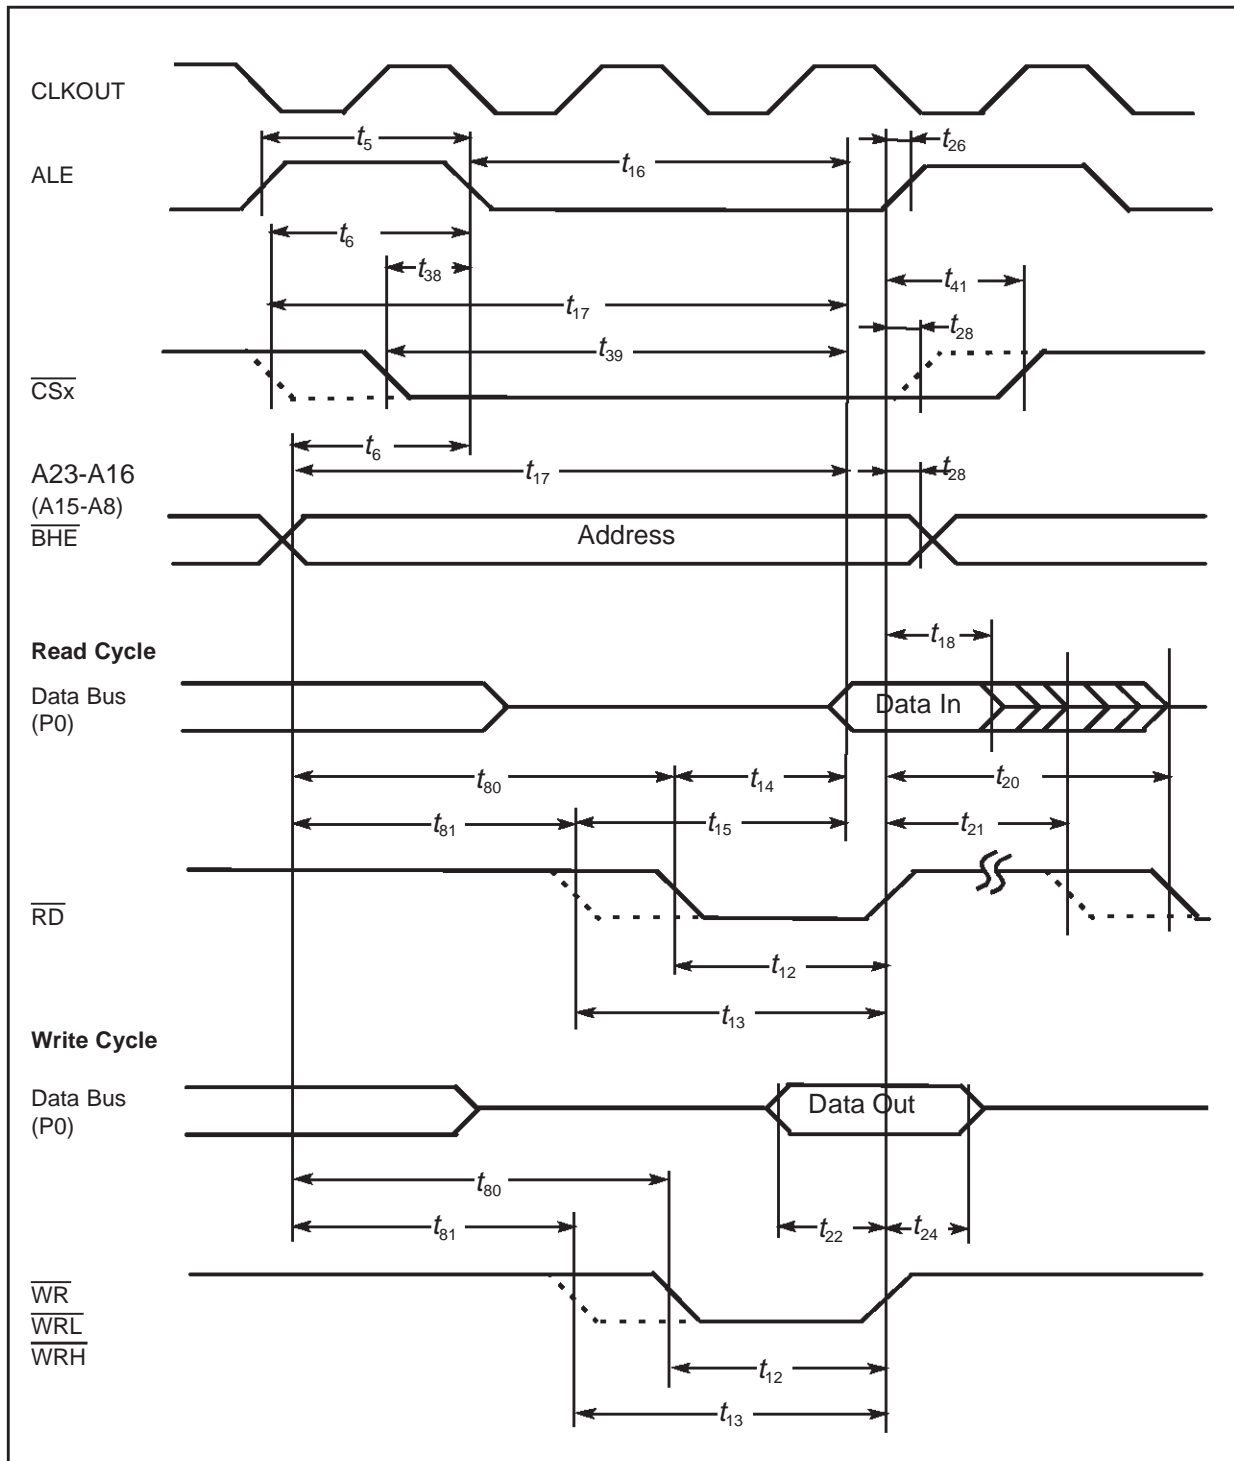 CLKOUT
t5
t26
ALE
t16
t6
t38
t41
t17
t28
t39
CSx
t6
A23-A16
t17
t28
(A15-A8)
BHE
Address
t18
Read Cycle
Data Bus
Data In
(P0)
t80
t14
t20
t81
t15
t21
RD
t12
t13
Write Cycle
Data Bus
Data Out
(P0)
t80
t81
t22
t24
WR
WRL
WRH
t12
t13